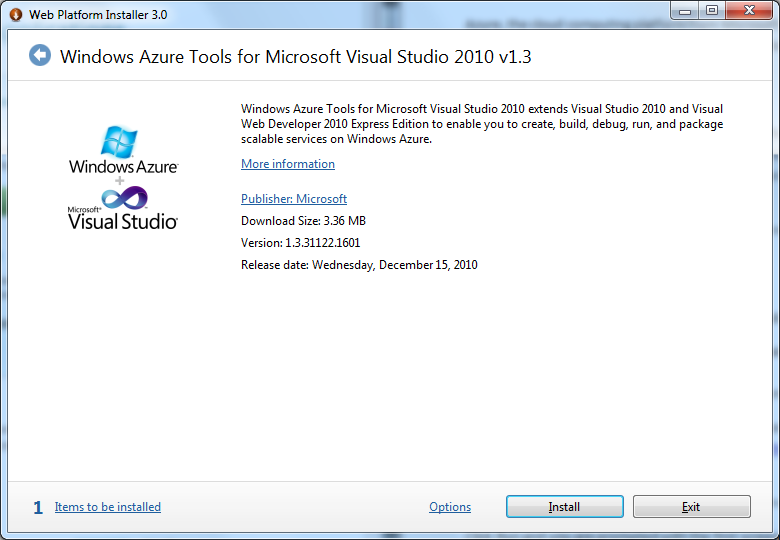 Web Platform Installer 3.0
Windows Azure Tools for Microsoft Visual Studio 2010 v1.3
Windows Azure Tools for Microsoft Visual Studio 2010 extends Visual Studio 2010 and Visual
Web Developer 2010 Express Edition to enable you to create, build, debug, run, and package
scalable services on Windows Azure.
More information
Windows Azure™
+
Microsoft®
Visual Studio®
Publisher: Microsoft
Download Size: 3.36 MB
Version: 1.3.31122.1601
Release date: Wednesday, December 15, 2010
1 Items to be installed
Options
Install
Exit